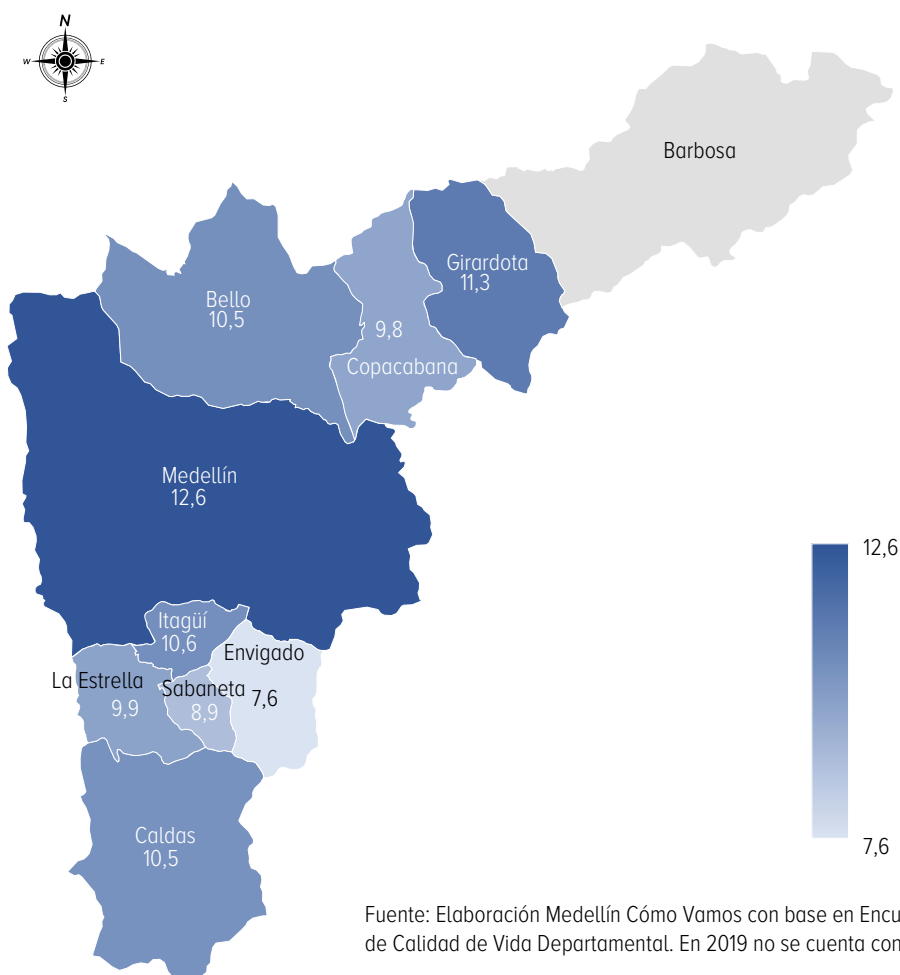 N
W
E
S
Barbosa
Girardota
11,3
Bello
10,5
9,8
Copacabana
Medellín
12,6
12,6
Itagüí
10,6
Envigado
La Estrella
Sabaneta
7,6
9,9
8,9
Caldas
10,5
7,6
Fuente: Elaboración Medellín Cómo Vamos con base en Encu
de Calidad de Vida Departamental. En 2019 no se cuenta con